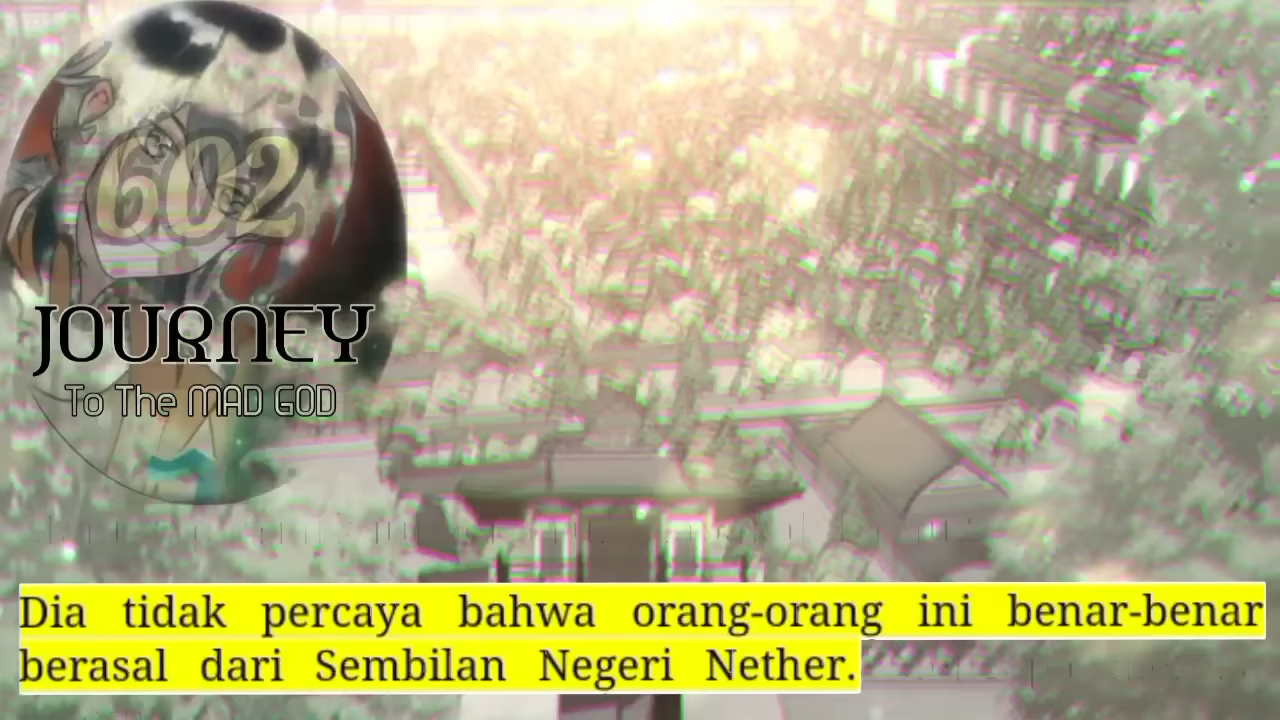 602
JOURNEY
To The MAD GOD
Dia tidak percaya bahwa orang-orang ini benar-benar
berasal dari Sembilan Negeri Nether.